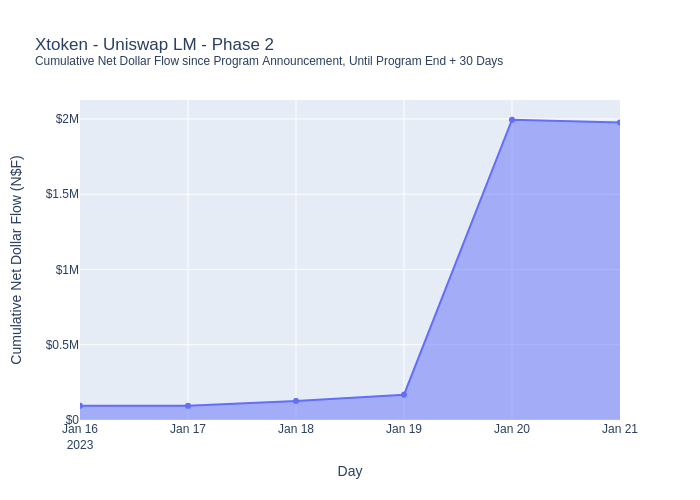 Xtoken - Uniswap LM - Phase 2
Cumulative Net Dollar Flow since Program Announcement, Until Program End + 30 Days
Cumulative Net Dollar Flow (N$F)
$2M
$1.5M
$1M
$0.5M
$0
Jan 16
2023
Jan 17
Jan 18
Jan 19
Jan 20
Jan 21
Day